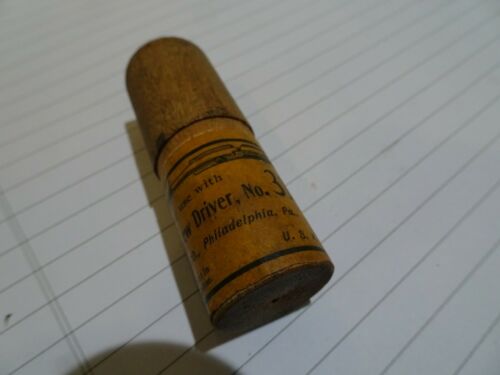 use with
Driver, No. 3
Philadelphia, Pa.
U. S.